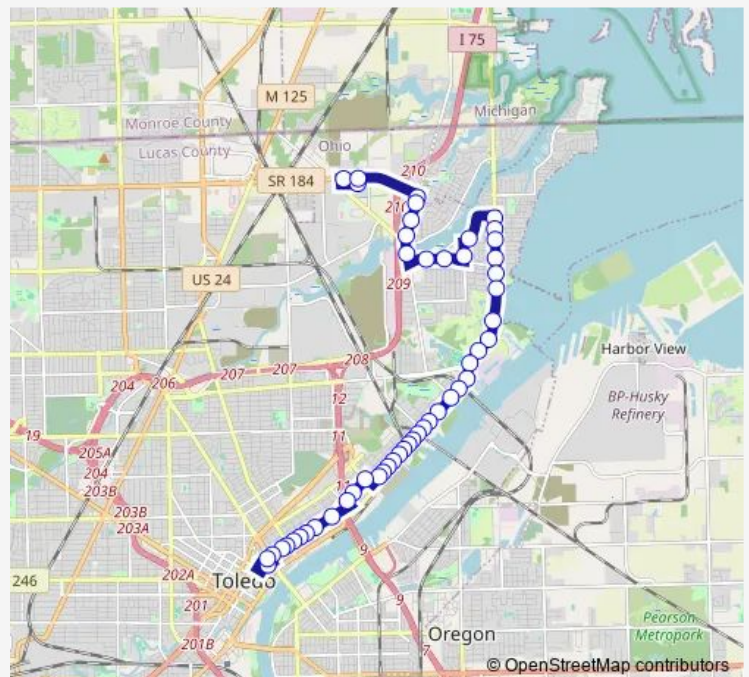 I 75
M 125
Michigan
Monroe County
Lucas County
Ohio
210
SR 184
210
209
US 24
Harbor View
208
207
207
204
206
12
BP-Husky
Refinery
11
19
205A
204
203B
11
203B
203A
9
202A
246
Toledo
201
9
Pearson
Metropark
Oregon
201B
7
© OpenStreetMap contributors